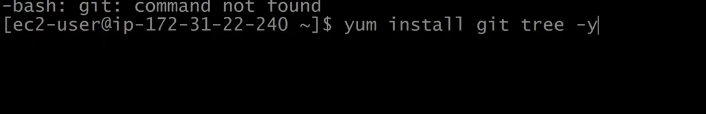 -bash: git: command not found
[ec2-user@ip-172-31-22-240 ~]$ yum install git tree -y